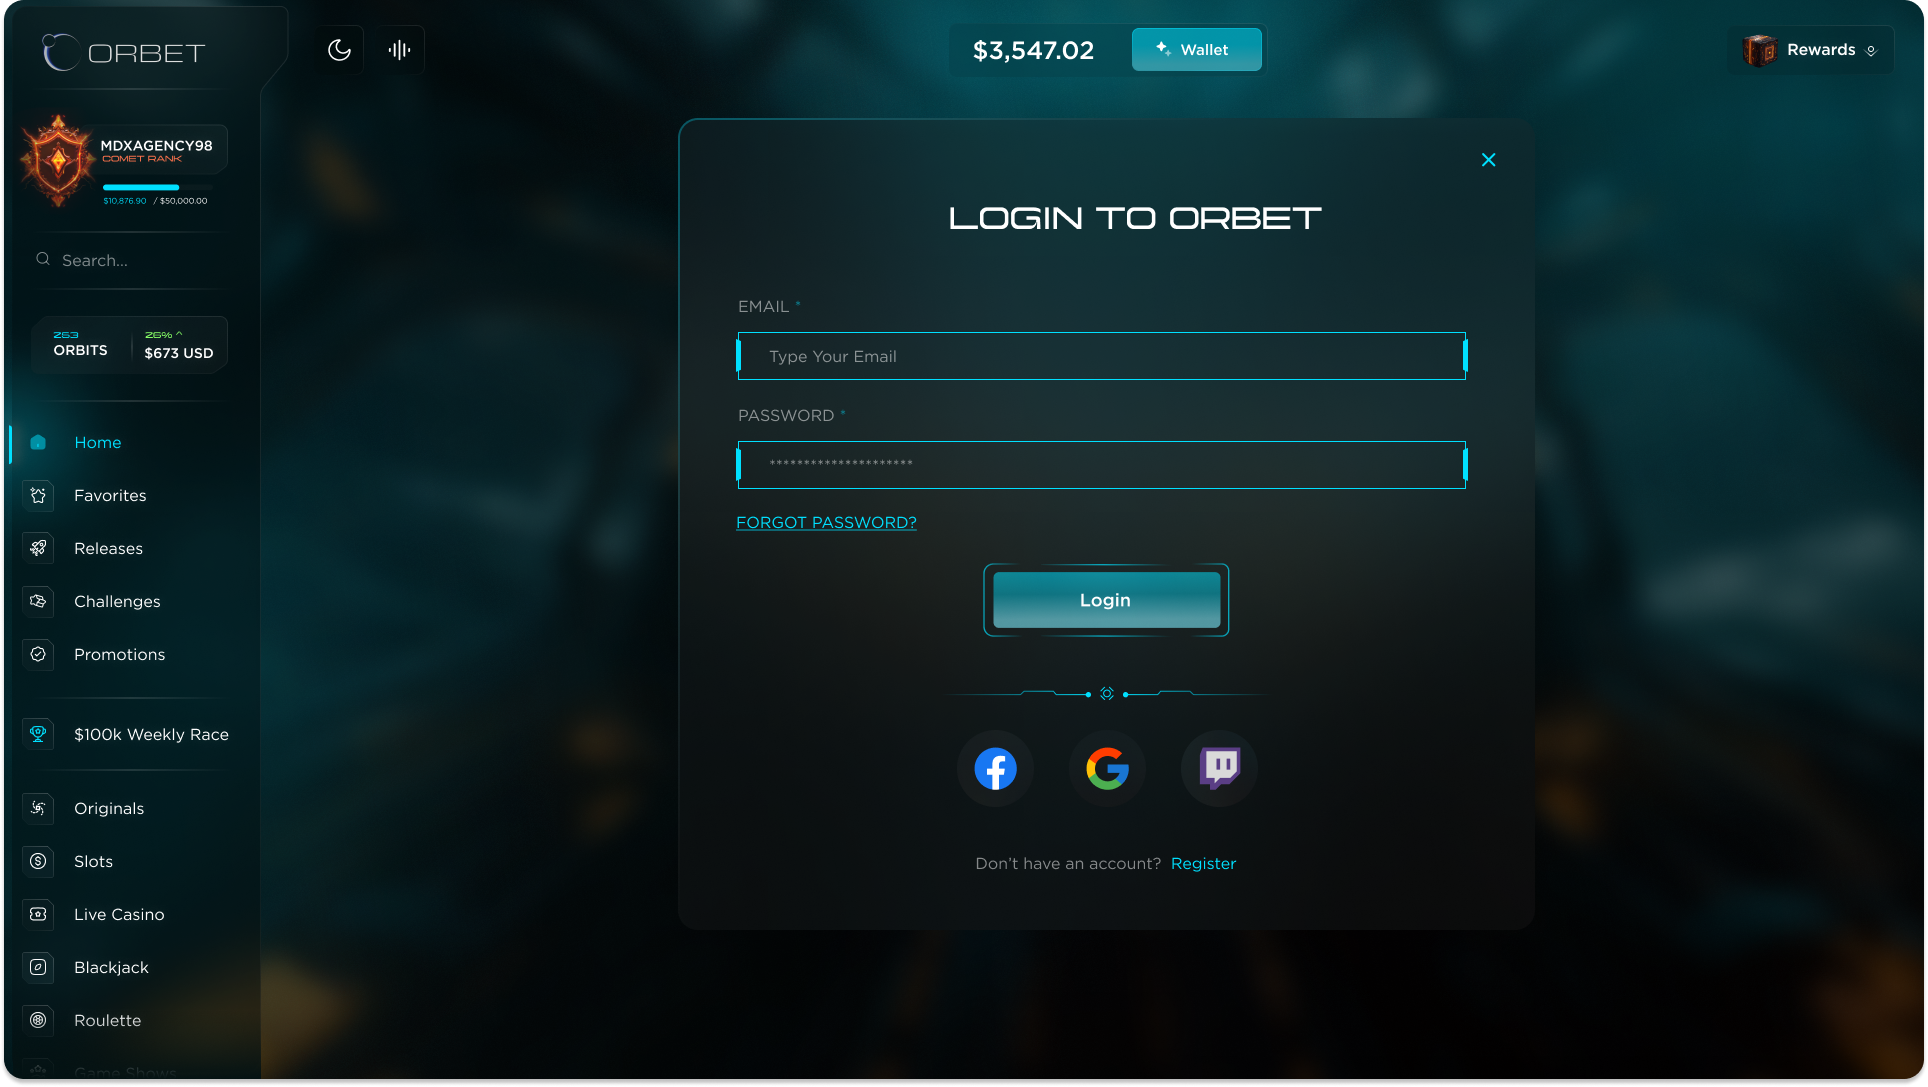 ORBET
$3,547.02
Wallet
Rewards
MDXAGENCY98
COMET RANK
$10,876.90 / $50,000.00
Search...
263
ORBITS
26% ^
$673 USD
Home
Favorites
Releases
Challenges
Promotions
$100k Weekly Race
Originals
Slots
Live Casino
Blackjack
Roulette
Game Shows
LOGIN TO ORBET
EMAIL *
Type Your Email
PASSWORD *
*********************
FORGOT PASSWORD?
Login
Don't have an account? Register